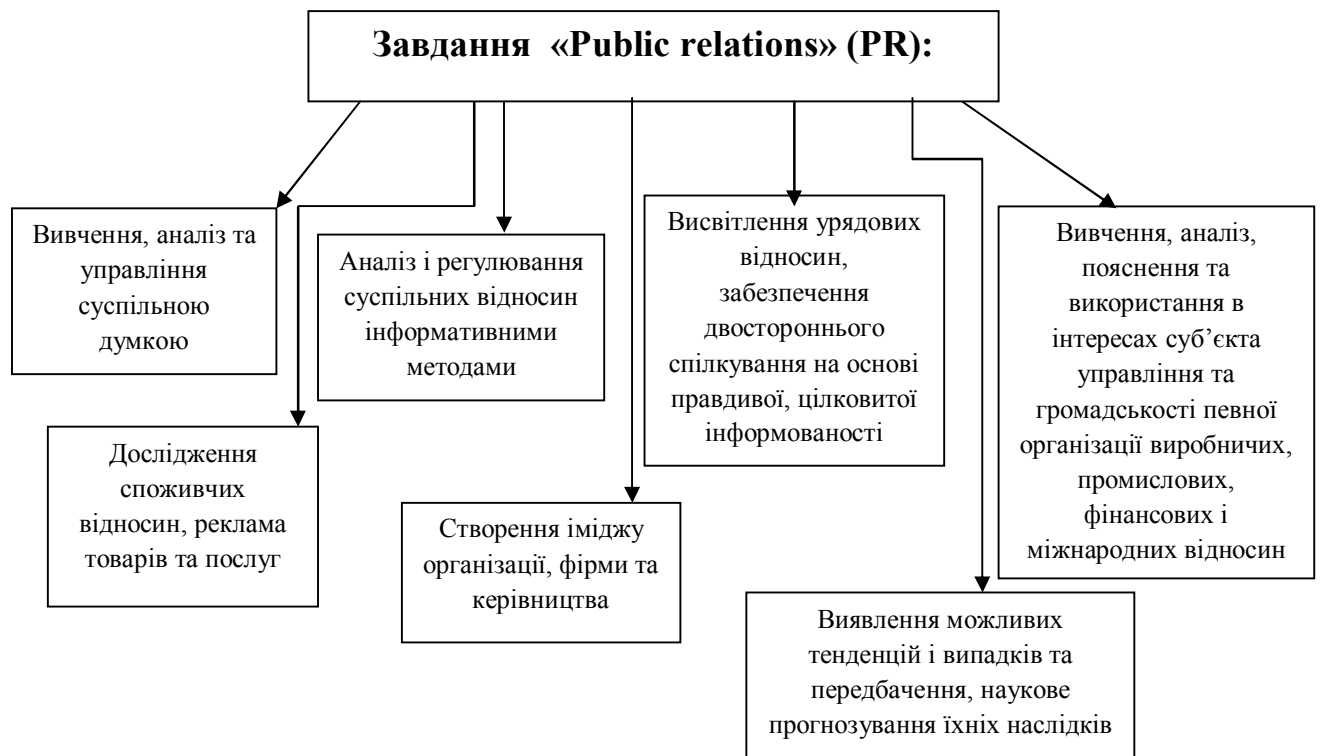 Завдання «Public relations» (PR):
Вивчення, аналіз та
управління
суспільною
думкою
Дослідження
споживчих
відносин, реклама
товарів та послуг
Аналіз і регулювання
суспільних відносин
інформативними
методами
Створення іміджу
організації, фірми та
керівництва
Висвітлення урядових
відносин,
забезпечення
двостороннього
спілкування на основі
правдивої, цілковитої
інформованості
Виявлення можливих
тенденцій і випадків та
передбачення, наукове
прогнозування їхніх наслідків
Вивчення, аналіз,
пояснення та
використання в
інтересах суб’єкта
управління та
громадськості певної
організації виробничих,
промислових,
фінансових і
міжнародних відносин